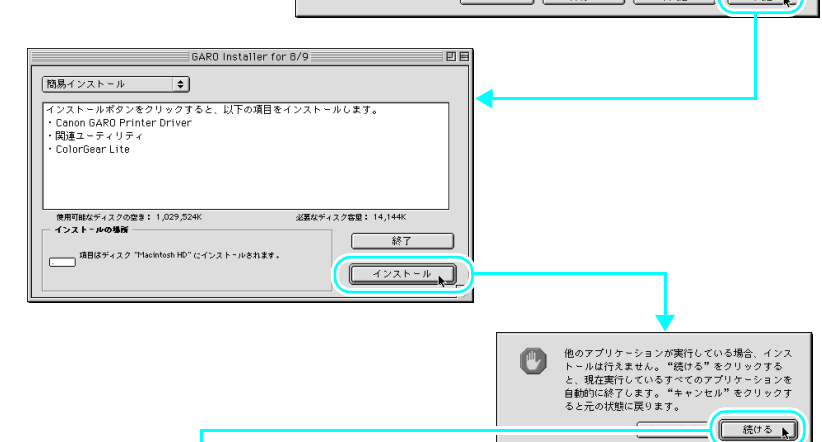 GARO Installer for 8/9
簡易インストール
インストールボタンをクリックすると、以下の項目をインストールします。
・Canon GARO Printer Driver
・関連ユーティリティ
・ColorGear Lite
使用可能なディスクの空き： 1,029,524K
必要なディスク容量： 14,144K
インストールの場所
終了
項目はディスク “Macintosh HD” にインストールされます。
インストール
他のアプリケーションが実行している場合、インス
トールは行えません。“続ける” をクリックする
と、現在実行しているすべてのアプリケーションを
自動的に終了します。“キャンセル” をクリックす
ると元の状態に戻ります。
続ける